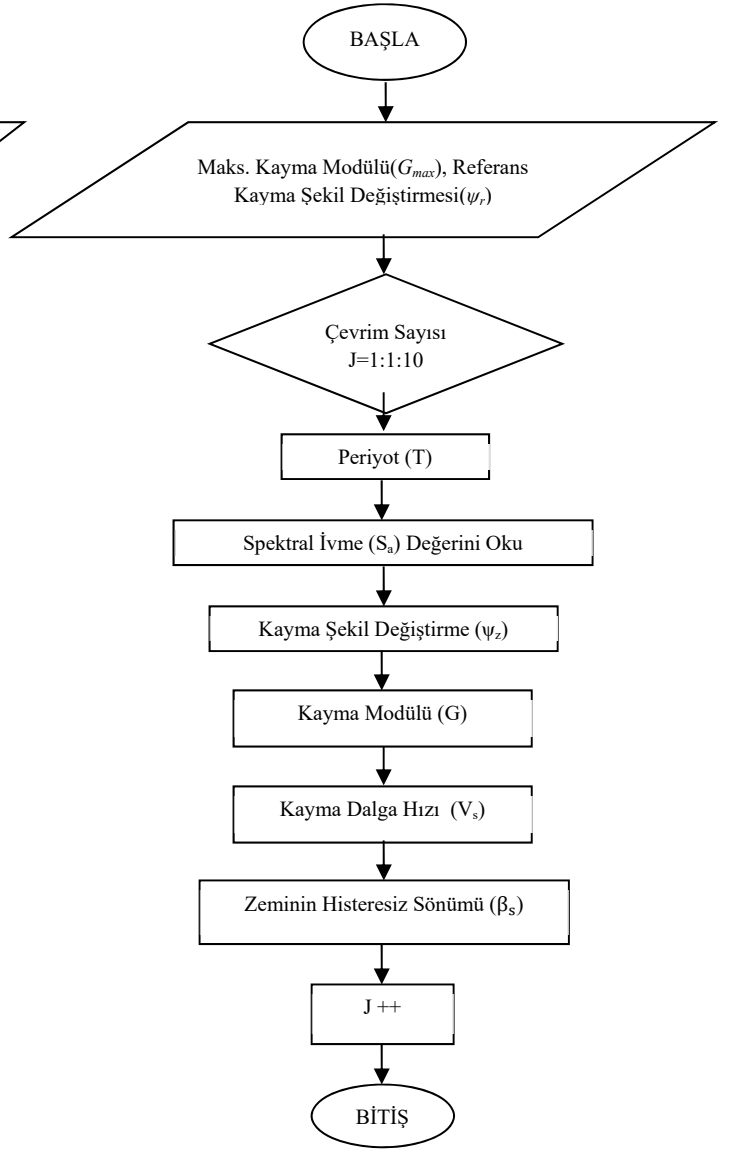 BAŞLA
Maks. Kayma Modülü(Gmax), Referans
Kayma Şekil Değiştirmesi(ψr)
Çevrim Sayısı
J=1:1:10
Periyot (T)
Spektral İvme (Sa) Değerini Oku
Kayma Şekil Değiştirme (ψz)
Kayma Modülü (G)
Kayma Dalga Hızı (Vs)
Zeminin Histeresiz Sönümü (βs)
J ++
BİTİŞ